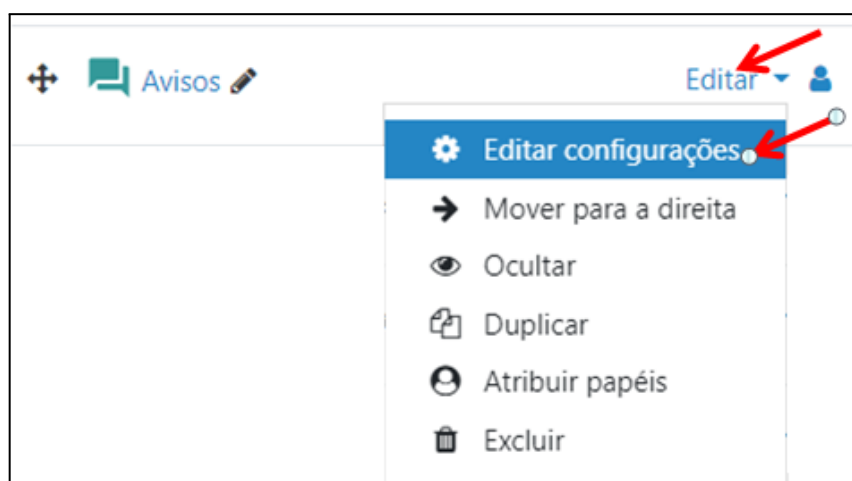 Avisos
Editar
Editar configurações
Mover para a direita
Ocultar
Duplicar
Atribuir papéis
Excluir